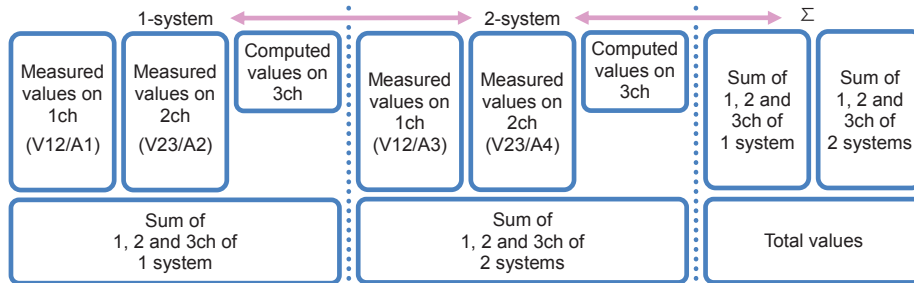 1-system
2-system
Σ
Measured
values on
1ch
(V12/A1)
Measured
values on
2ch
(V23/A2)
Computed
values on
3ch
Measured
values on
1ch
(V12/A3)
Measured
values on
2ch
(V23/A4)
Computed
values on
3ch
Sum of
1, 2 and
3ch of
1 system
Sum of
1, 2 and
3ch of
2 systems
Sum of
1, 2 and 3ch of
1 system
Sum of
1, 2 and 3ch of
2 systems
Total values